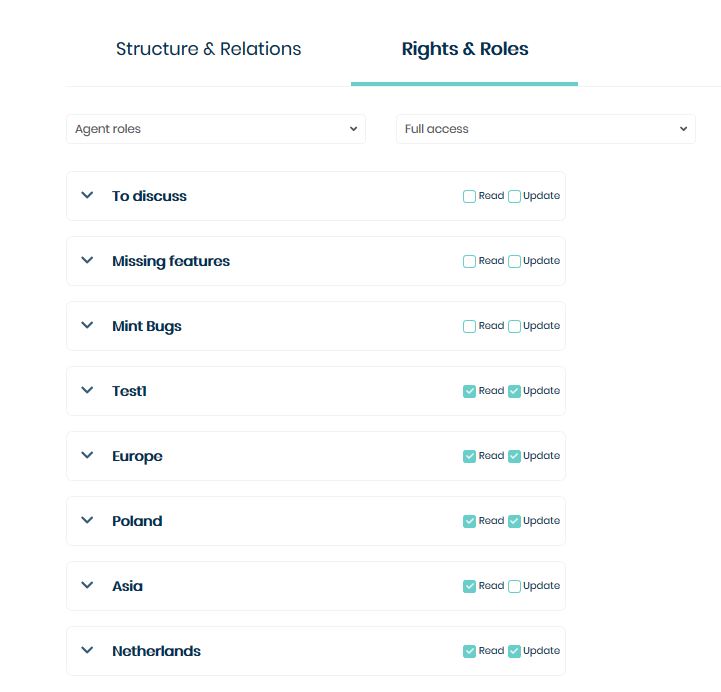 Structure & Relations Rights & Roles
Agent roles Full access
To discuss Read Update
Missing features Read Update
Mint Bugs Read Update
Test1 Read Update
Europe Read Update
Poland Read Update
Asia Read Update
Netherlands Read Update